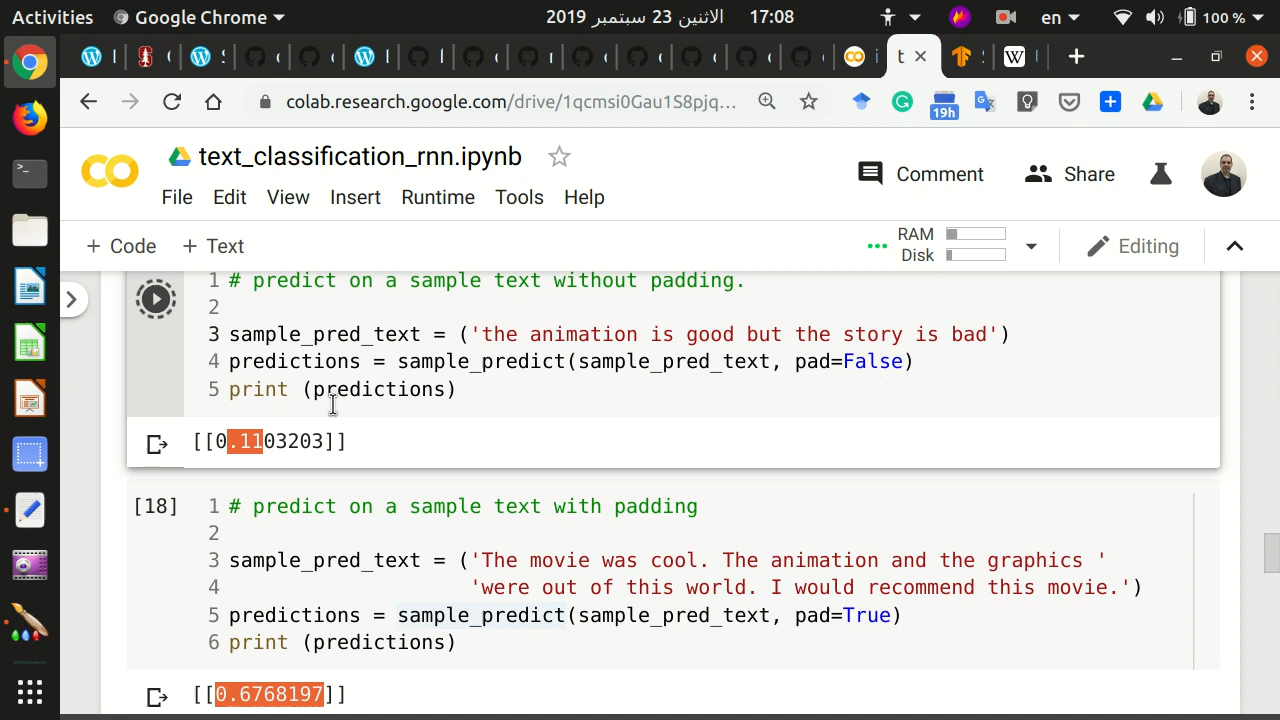 Activities Google Chrome الاثنين 23 سبتمبر 2019 17:08 en 100 %
colab.research.google.com/drive/1qcmsi0Gau1S8pjq... 19h
text_classification_rnn.ipynb
File Edit View Insert Runtime Tools Help
Comment Share
+ Code + Text RAM Disk Editing
1 # predict on a sample text without padding.
2
3 sample_pred_text = ('the animation is good but the story is bad')
4 predictions = sample_predict(sample_pred_text, pad=False)
5 print (predictions)
[[0.1103203]]
[18] 1 # predict on a sample text with padding
2
3 sample_pred_text = ('The movie was cool. The animation and the graphics '
4 'were out of this world. I would recommend this movie.')
5 predictions = sample_predict(sample_pred_text, pad=True)
6 print (predictions)
[[0.6768197]]